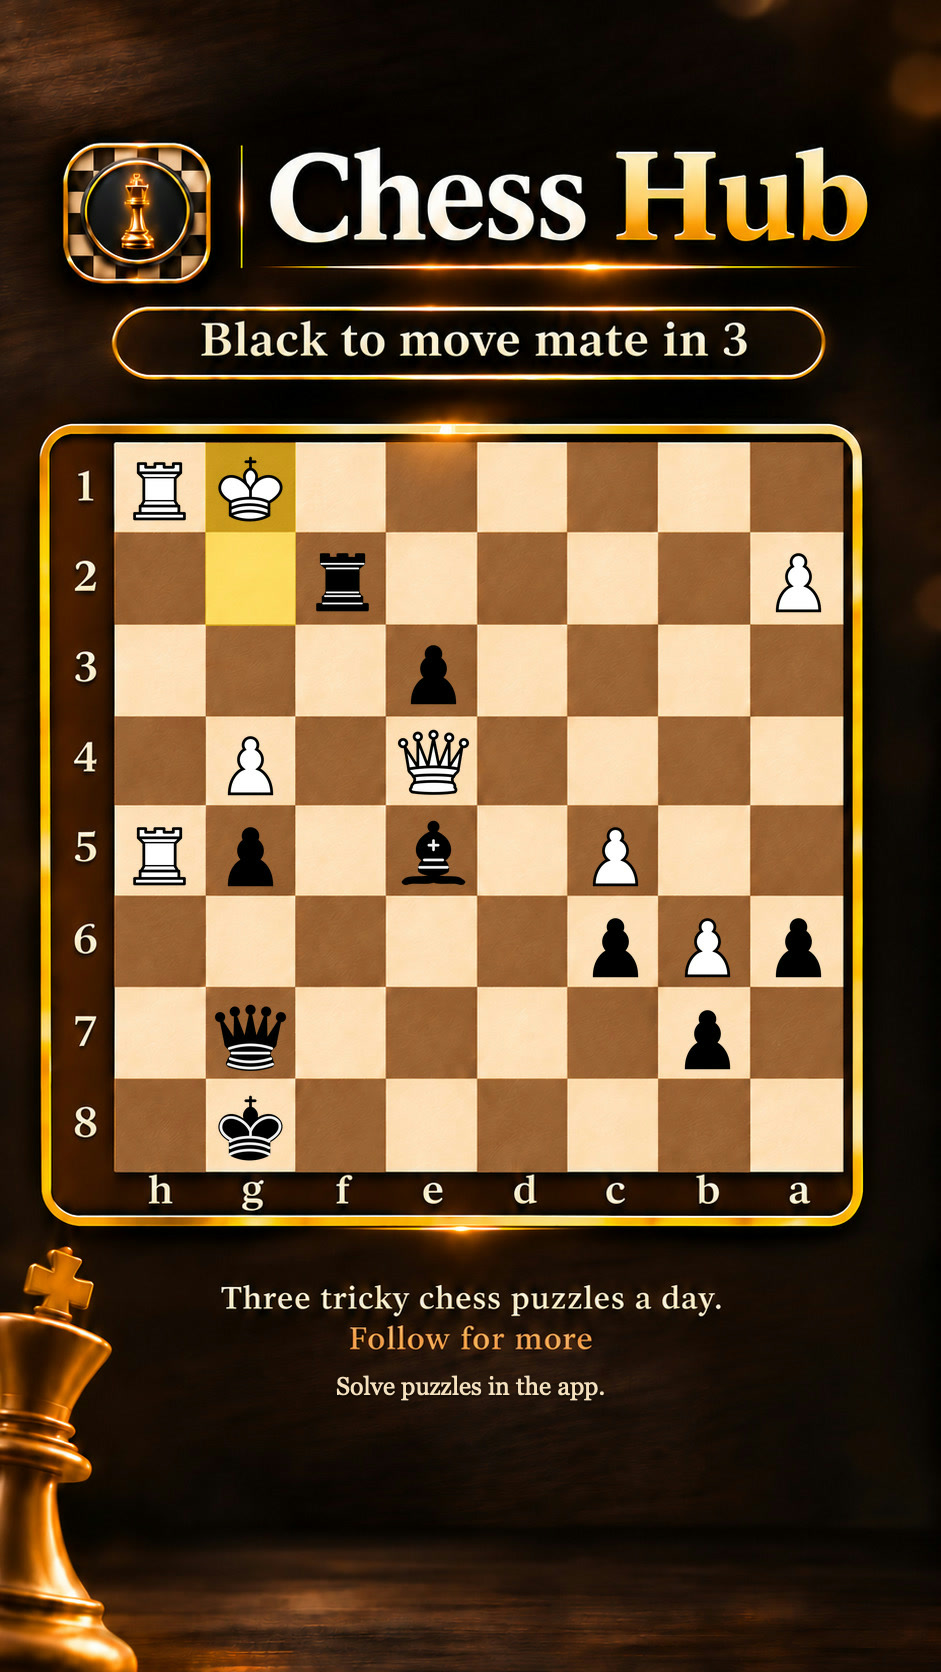 Chess Hub
Black to move mate in 3
1
2
3
4
5
6
7
8
h g f e d c b a
Three tricky chess puzzles a day.
Follow for more
Solve puzzles in the app.